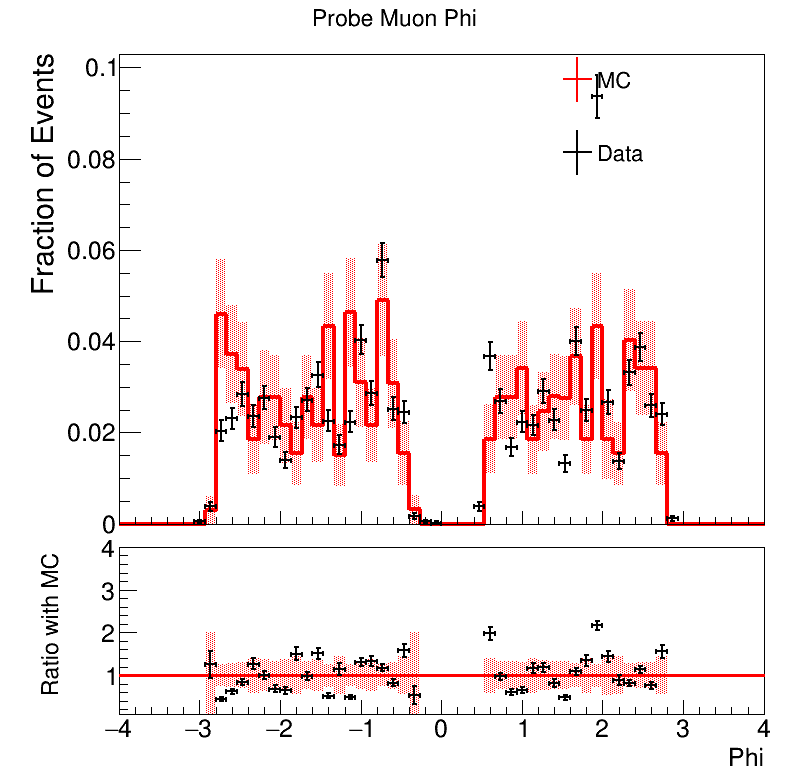 Probe Muon Phi
Fraction of Events
0.1
0.08
0.06
0.04
0.02
0
MC
Data
Ratio with MC
4
3
2
1
−4 −3 −2 −1 0 1 2 3 4
Phi